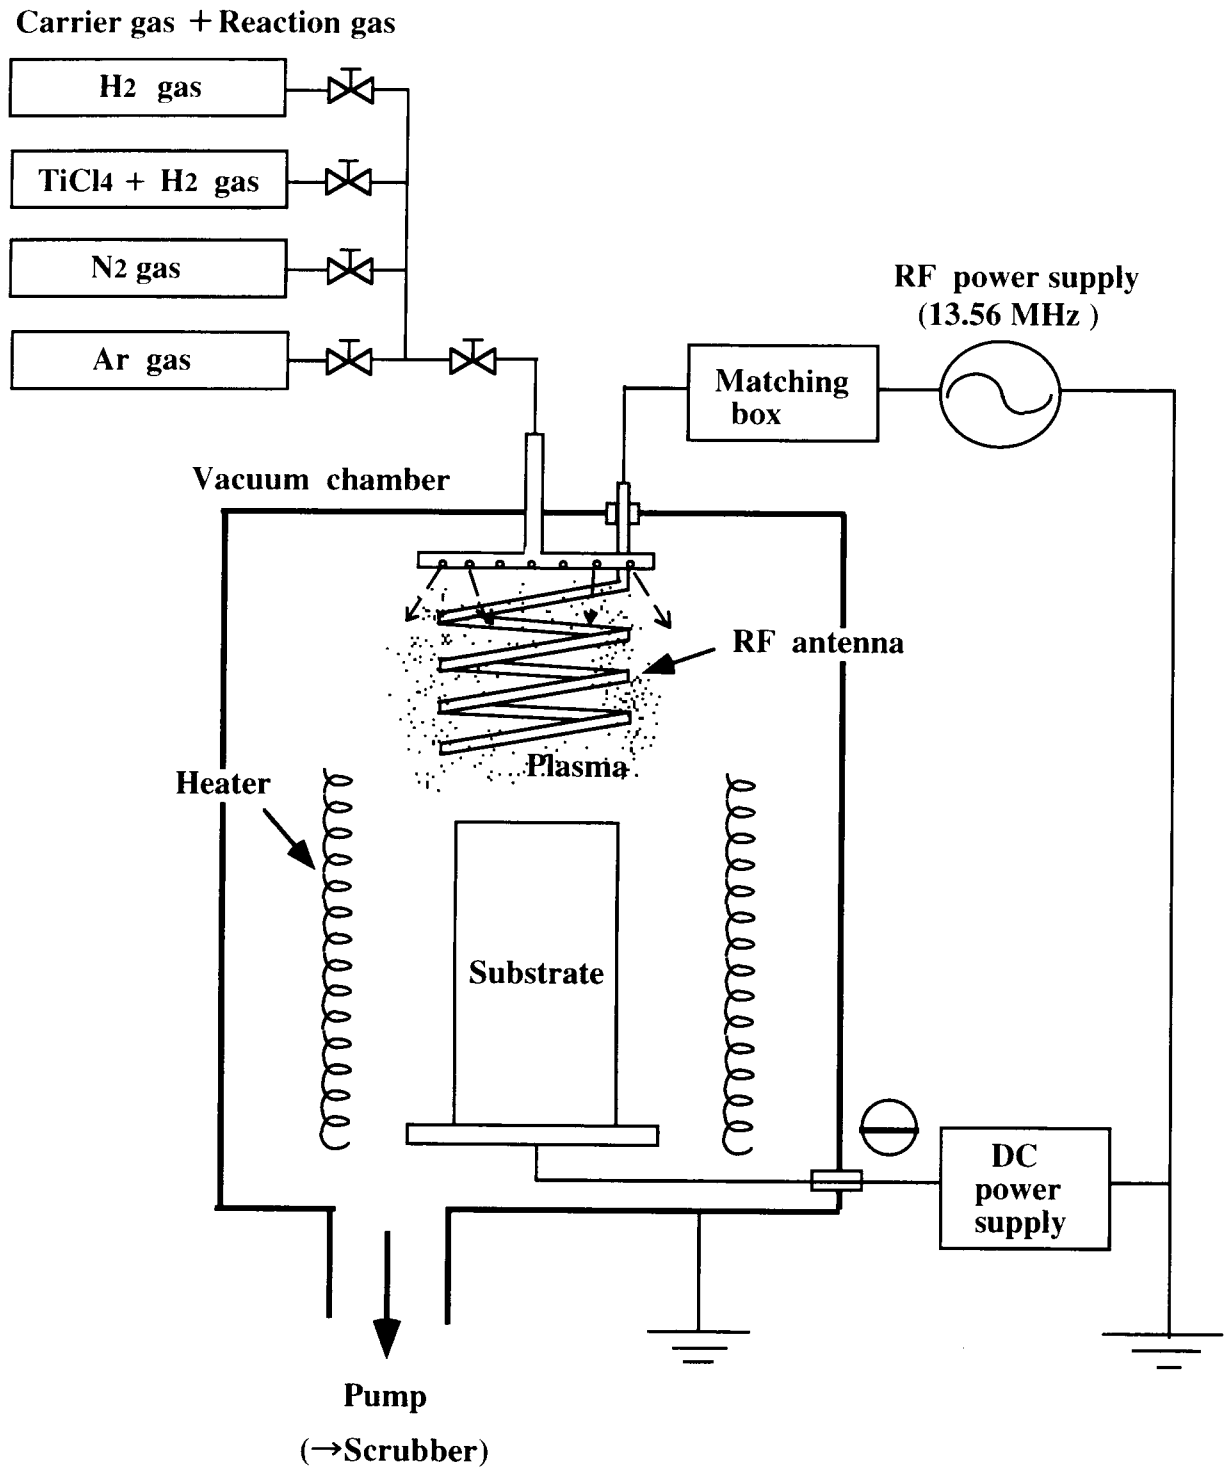 Carrier gas + Reaction gas
H2 gas
TiCl4 + H2 gas
N2 gas
Ar gas
RF power supply
(13.56 MHz )
Matching
box
Vacuum chamber
RF antenna
Plasma
Heater
Substrate
DC
power
supply
Pump
(→Scrubber)